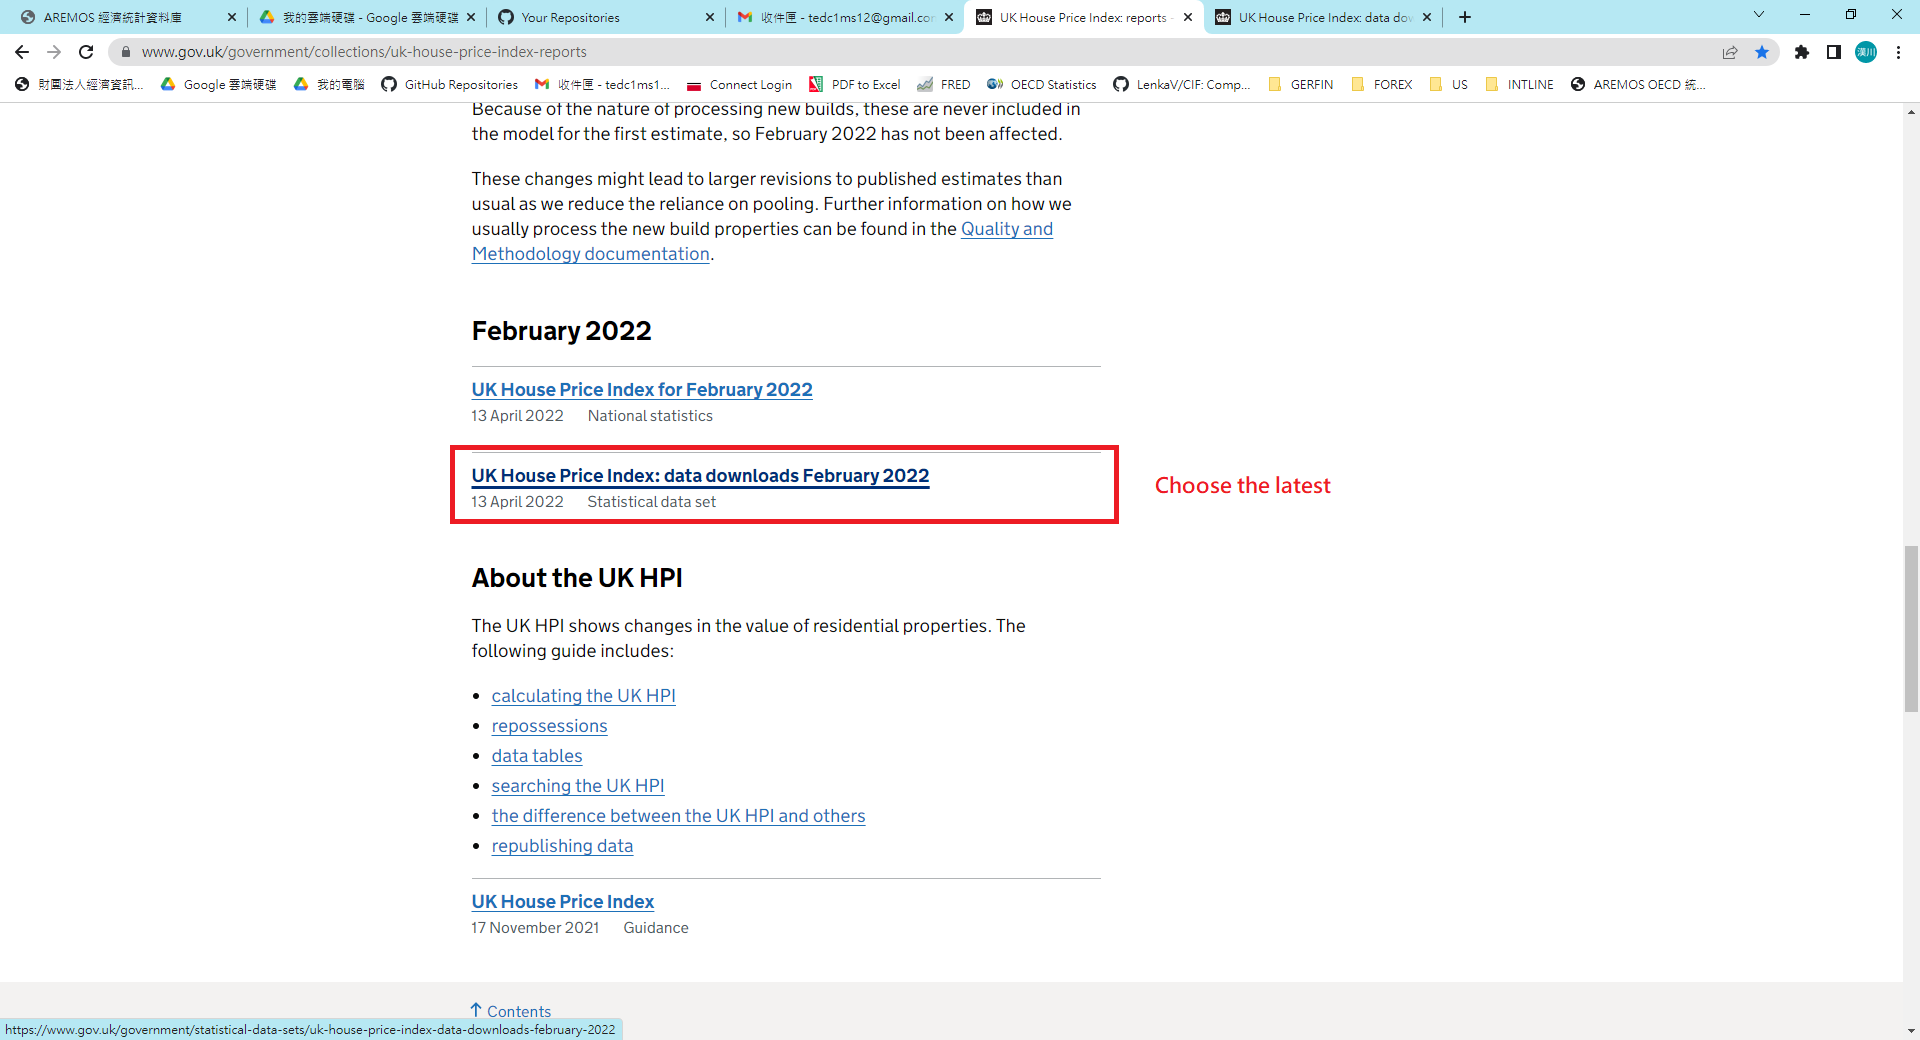 AREMOS 經濟統計資料庫
我的雲端硬碟 - Google 雲端硬碟
Your Repositories
收件匣 - tedc1ms12@gmail.cor
UK House Price Index: reports -
UK House Price Index: data dow
www.gov.uk/government/collections/uk-house-price-index-reports
漢川
財團法人經濟資訊...
Google 雲端硬碟
我的電腦
GitHub Repositories
收件匣 - tedc1ms1...
Connect Login
PDF to Excel
FRED
OECD Statistics
LenkaV/CIF: Comp...
GERFIN
FOREX
US
INTLINE
AREMOS OECD 統...
Because of the nature of processing new builds, these are never included in
the model for the first estimate, so February 2022 has not been affected.
These changes might lead to larger revisions to published estimates than
usual as we reduce the reliance on pooling. Further information on how we
usually process the new build properties can be found in the Quality and
Methodology documentation.
February 2022
UK House Price Index for February 2022
13 April 2022 National statistics
UK House Price Index: data downloads February 2022
13 April 2022 Statistical data set
Choose the latest
About the UK HPI
The UK HPI shows changes in the value of residential properties. The
following guide includes:
• calculating the UK HPI
• repossessions
• data tables
• searching the UK HPI
• the difference between the UK HPI and others
• republishing data
UK House Price Index
17 November 2021 Guidance
↑ Contents
https://www.gov.uk/government/statistical-data-sets/uk-house-price-index-data-downloads-february-2022